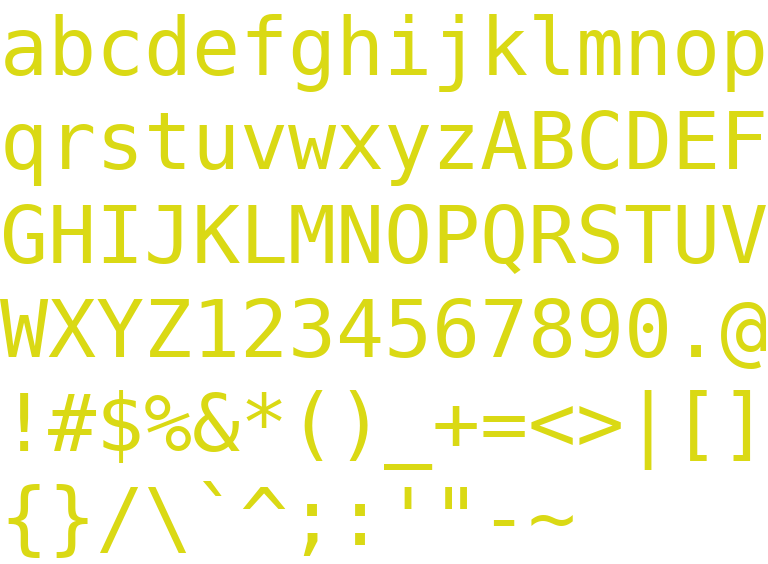 abcdefghijklmnop
qrstuvwxyzABCDEF
GHIJKLMNOPQRSTUV
WXYZ1234567890.@
!#$%&*()_+=<>|[]
{}/\`^;:'"-~